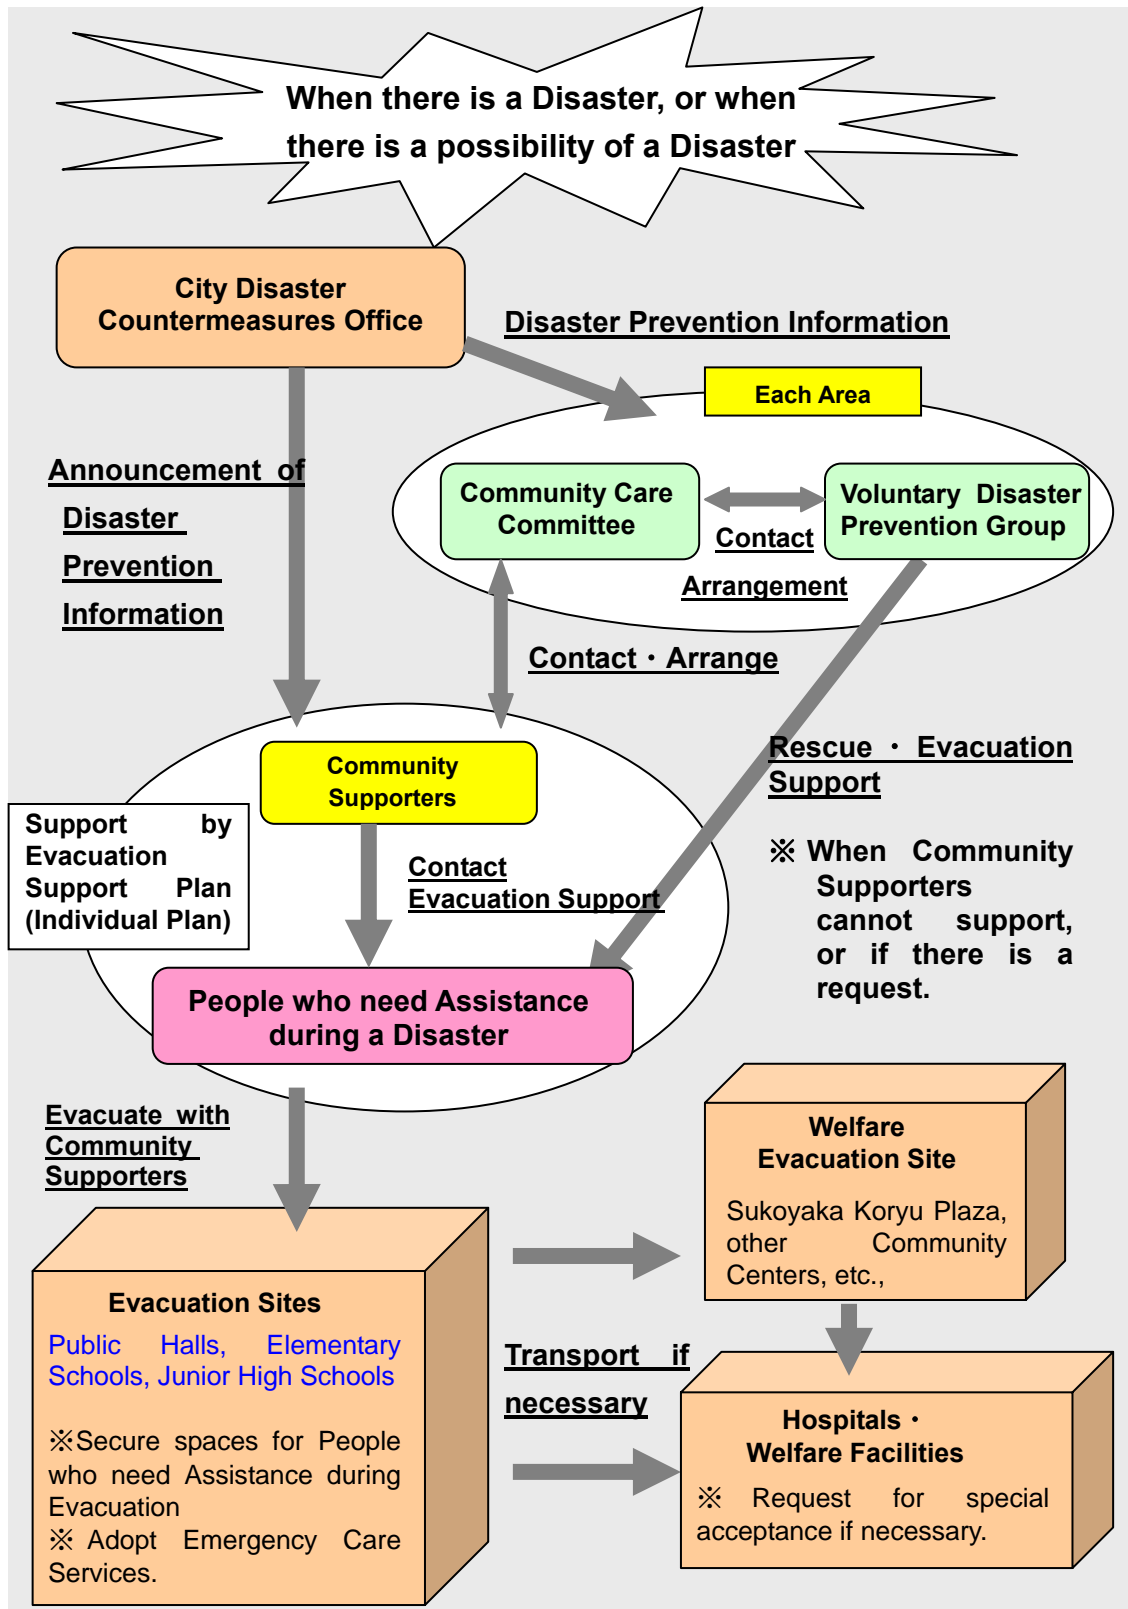 When there is a Disaster, or when
there is a possibility of a Disaster
City Disaster
Countermeasures Office
Disaster Prevention Information
Each Area
Announcement of
Disaster
Prevention
Information
Community Care
Committee
Voluntary Disaster
Prevention Group
Contact
Arrangement
Contact・Arrange
Community
Supporters
Rescue・Evacuation
Support
Support by
Evacuation
Support Plan
(Individual Plan)
Contact
Evacuation Support
※ When Community
Supporters
cannot support,
or if there is a
request.
People who need Assistance
during a Disaster
Evacuate with
Community
Supporters
Welfare
Evacuation Site
Sukoyaka Koryu Plaza,
other Community
Centers, etc.,
Evacuation Sites
Public Halls, Elementary
Schools, Junior High Schools
※Secure spaces for People
who need Assistance during
Evacuation
※ Adopt Emergency Care
Services.
Transport if
necessary
Hospitals・
Welfare Facilities
※ Request for special
acceptance if necessary.